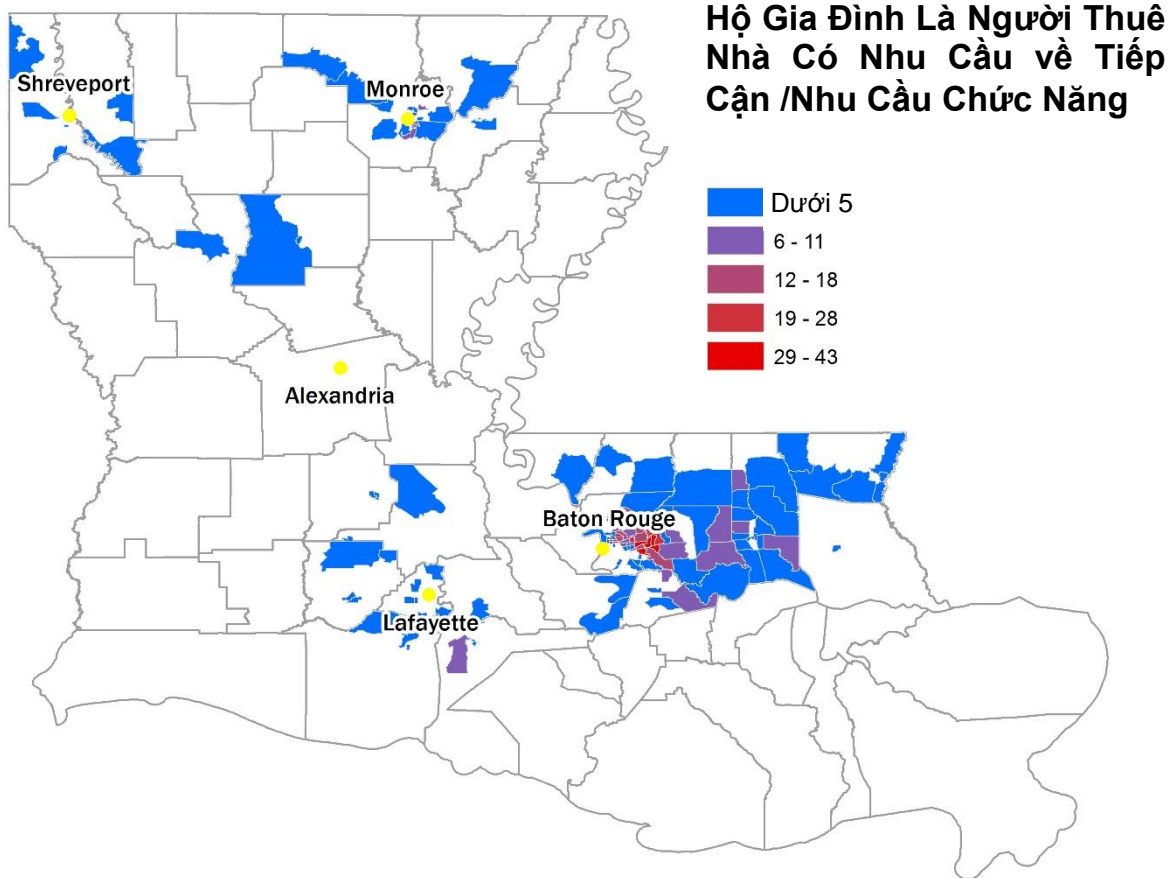 Hộ Gia Đình Là Người Thuê
Nhà Có Nhu Cầu về Tiếp
Cận /Nhu Cầu Chức Năng
Shreveport
Monroe
Dưới 5
6 - 11
12 - 18
19 - 28
29 - 43
Alexandria
Baton Rouge
Lafayette